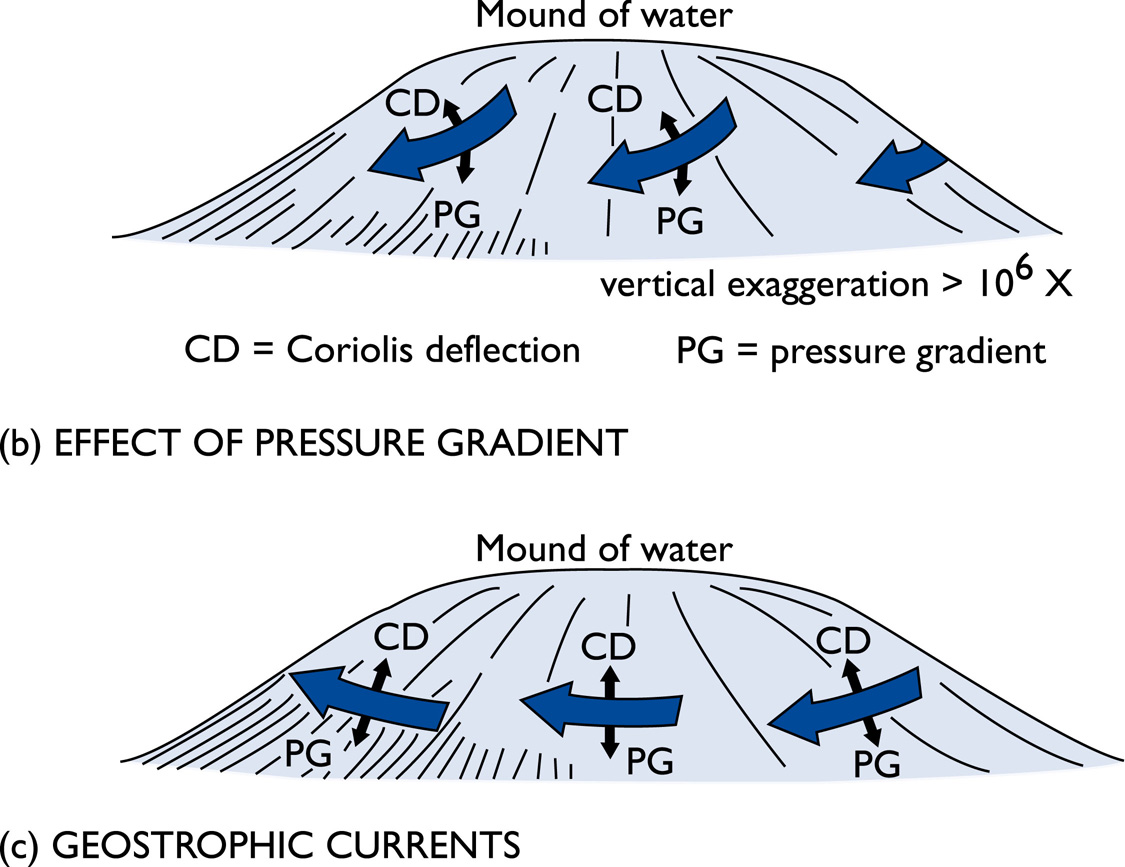 Mound of water
CD CD
PG PG
vertical exaggeration > 10⁶ X
CD = Coriolis deflection PG = pressure gradient
(b) EFFECT OF PRESSURE GRADIENT
Mound of water
CD CD CD
PG PG PG
(c) GEOSTROPHIC CURRENTS